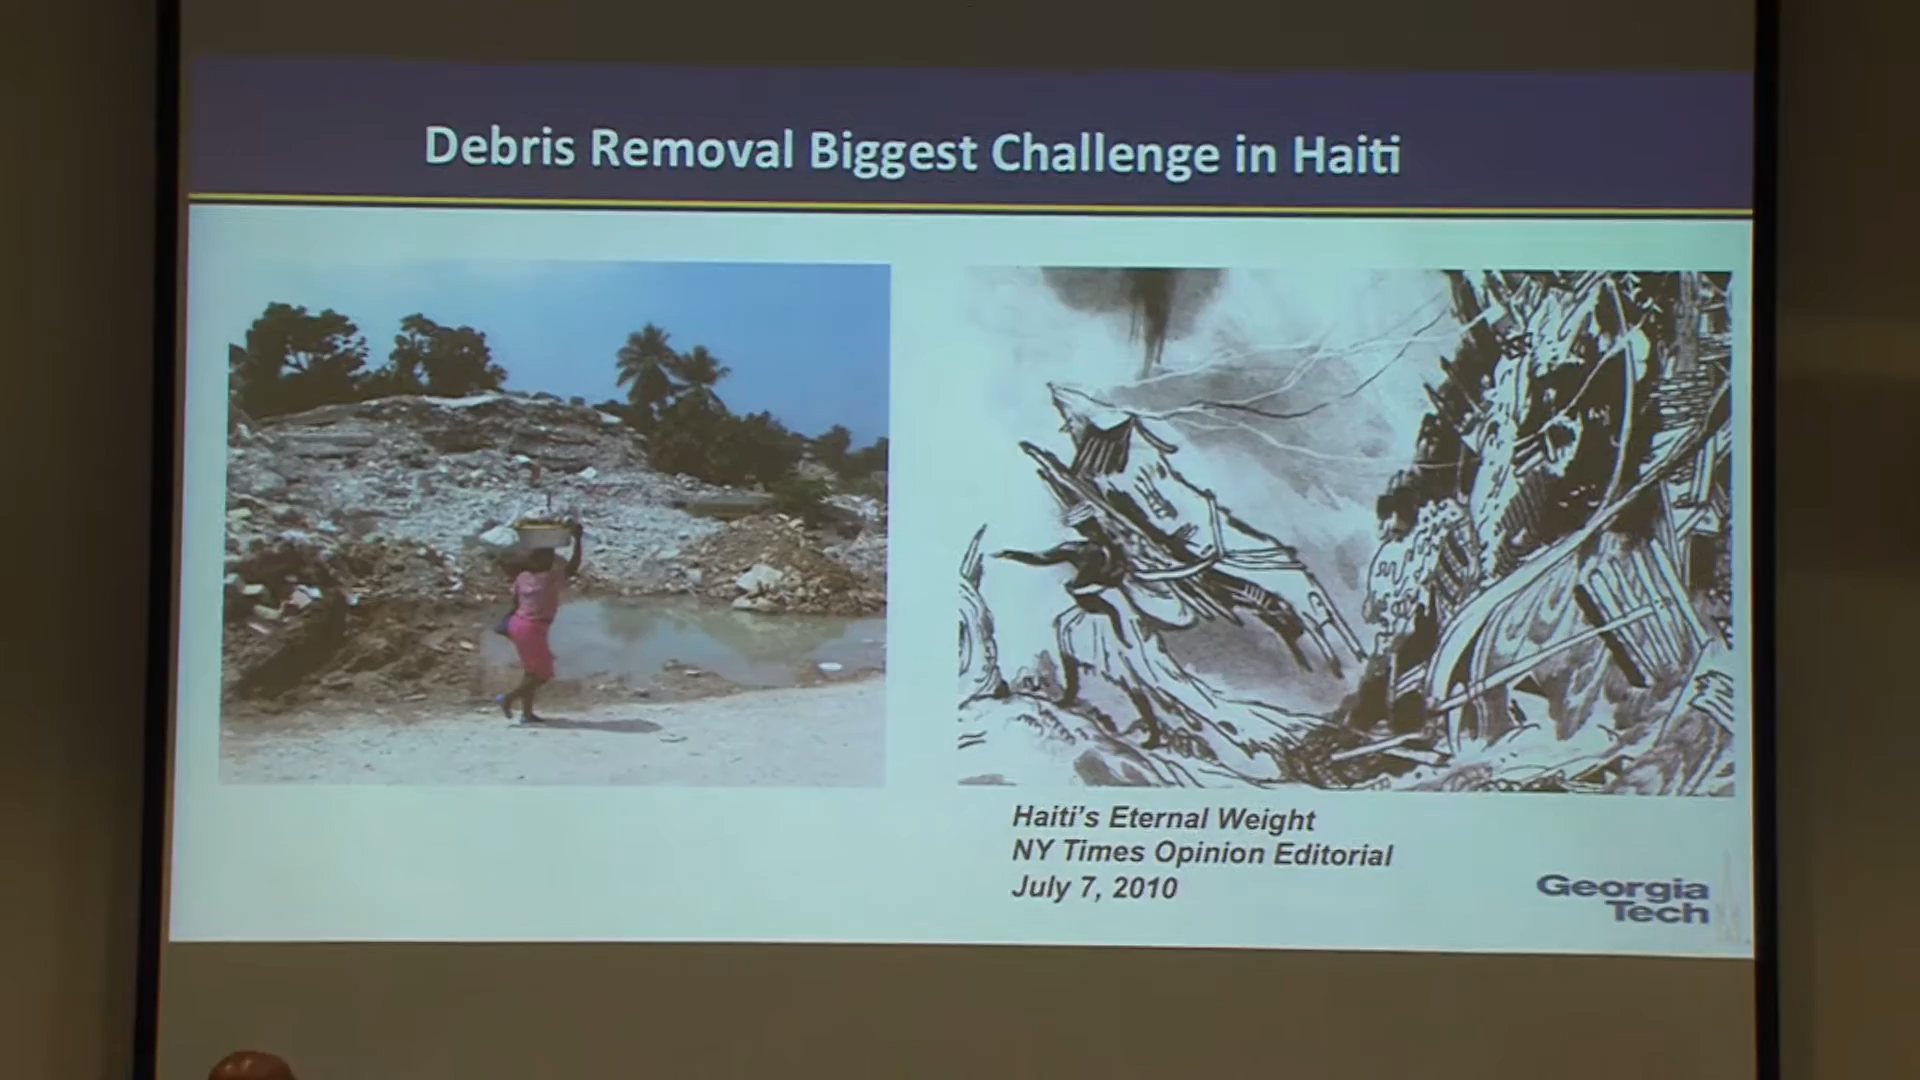 Debris Removal Biggest Challenge in Haiti
Haiti's Eternal Weight
NY Times Opinion Editorial
July 7, 2010
Georgia
Tech